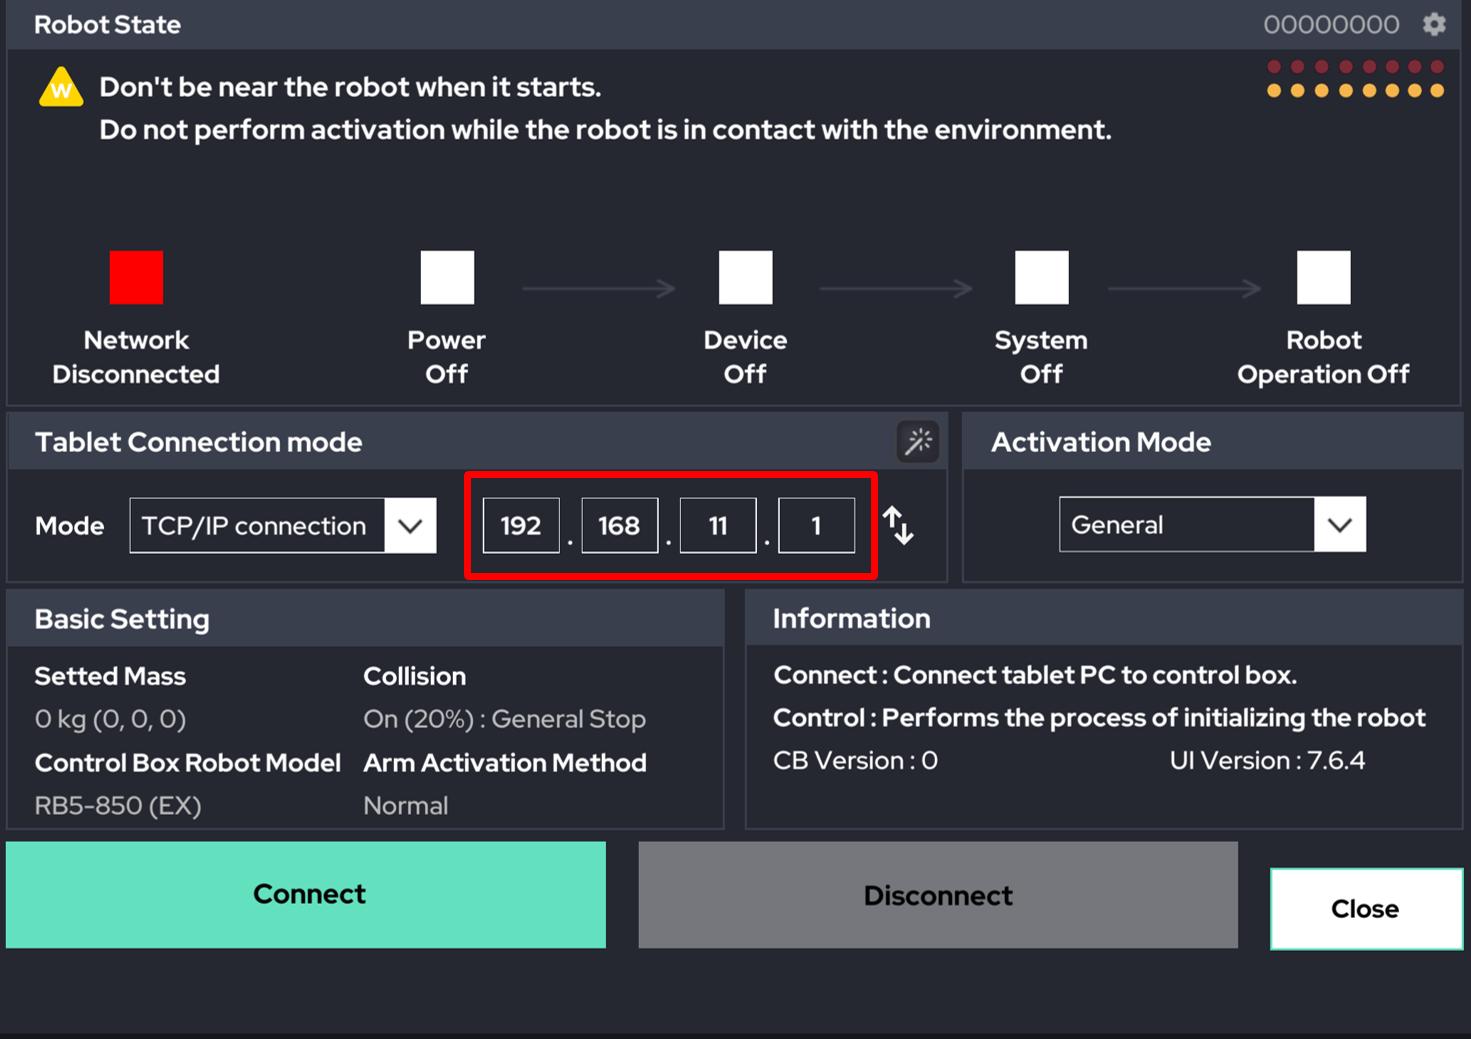 Robot State
00000000
W
Don't be near the robot when it starts.
Do not perform activation while the robot is in contact with the environment.
Network
Disconnected
Power
Off
Device
Off
System
Off
Robot
Operation Off
Tablet Connection mode
Activation Mode
Mode
TCP/IP connection
192 . 168 . 11 . 1
General
Basic Setting
Setted Mass
Collision
0 kg (0, 0, 0)
On (20%) : General Stop
Control Box Robot Model
Arm Activation Method
RB5-850 (EX)
Normal
Information
Connect : Connect tablet PC to control box.
Control : Performs the process of initializing the robot
CB Version : 0
UI Version : 7.6.4
Connect
Disconnect
Close